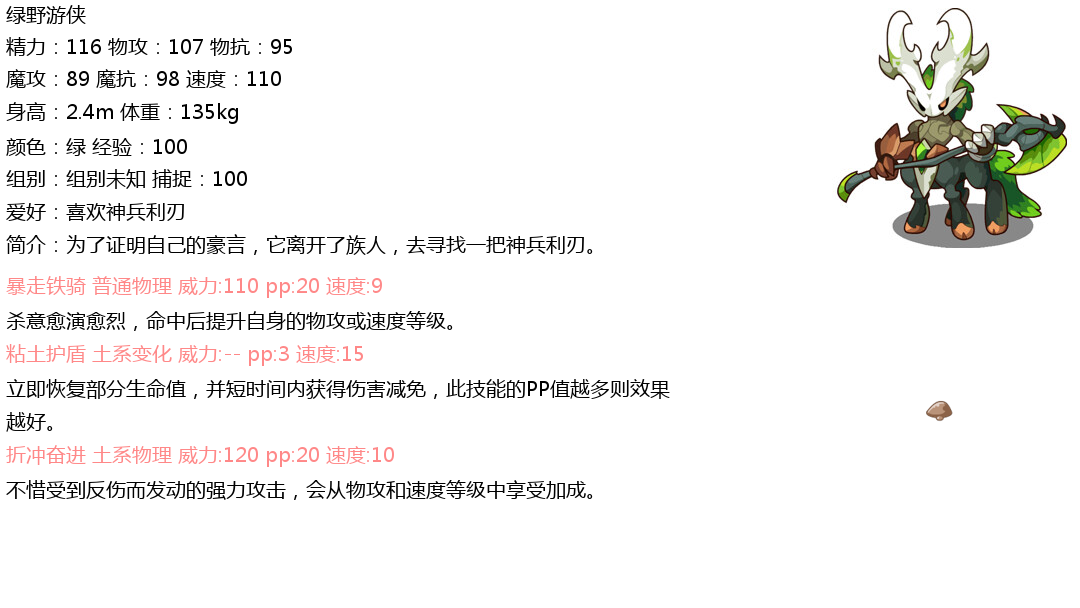 绿野游侠
精力：116 物攻：107 物抗：95
魔攻：89 魔抗：98 速度：110
身高：2.4m 体重：135kg
颜色：绿 经验：100
组别：组别未知 捕捉：100
爱好：喜欢神兵利刃
简介：为了证明自己的豪言，它离开了族人，去寻找一把神兵利刃。
暴走铁骑 普通物理 威力:110 pp:20 速度:9
杀意愈演愈烈，命中后提升自身的物攻或速度等级。
粘土护盾 土系变化 威力:-- pp:3 速度:15
立即恢复部分生命值，并短时间内获得伤害减免，此技能的PP值越多则效果
越好。
折冲奋进 土系物理 威力:120 pp:20 速度:10
不惜受到反伤而发动的强力攻击，会从物攻和速度等级中享受加成。